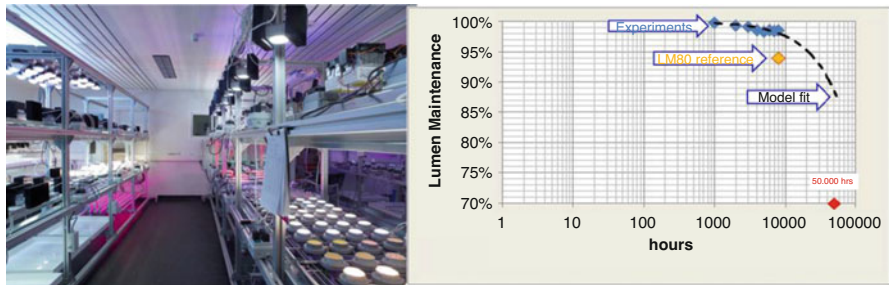 100%
95%
90%
85%
80%
75%
70%
Lumen Maintenance
Experiments
LM80 reference
Model fit
50.000 hrs
1 10 100 1000 10000 100000
hours